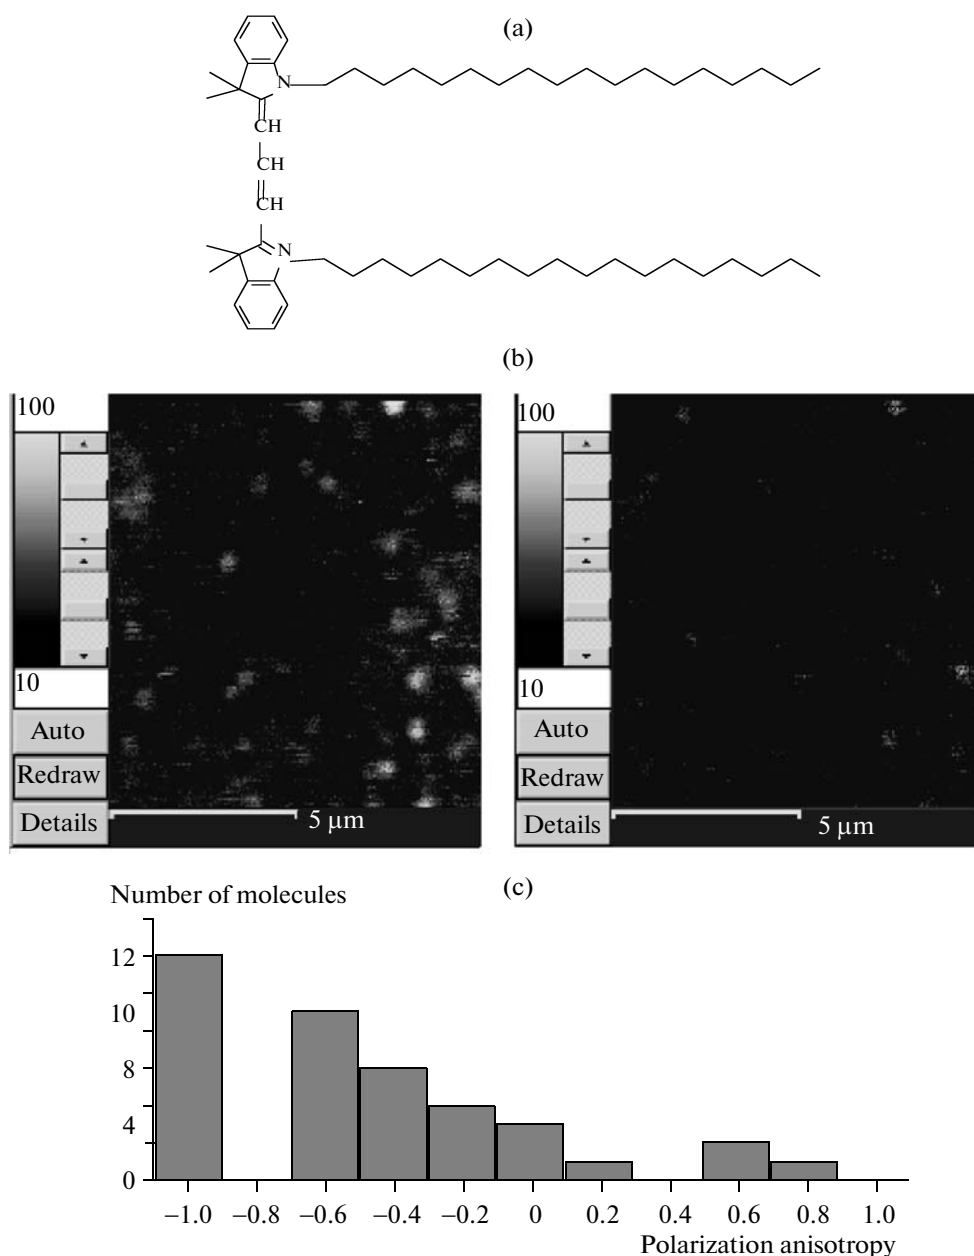 (a)
N
CH
CH
CH
N
(b)
100
10
Auto
Redraw
Details
5 μm
100
10
Auto
Redraw
Details
5 μm
(c)
Number of molecules
12
10
8
4
0
−1.0 −0.8 −0.6 −0.4 −0.2 0 0.2 0.4 0.6 0.8 1.0
Polarization anisotropy